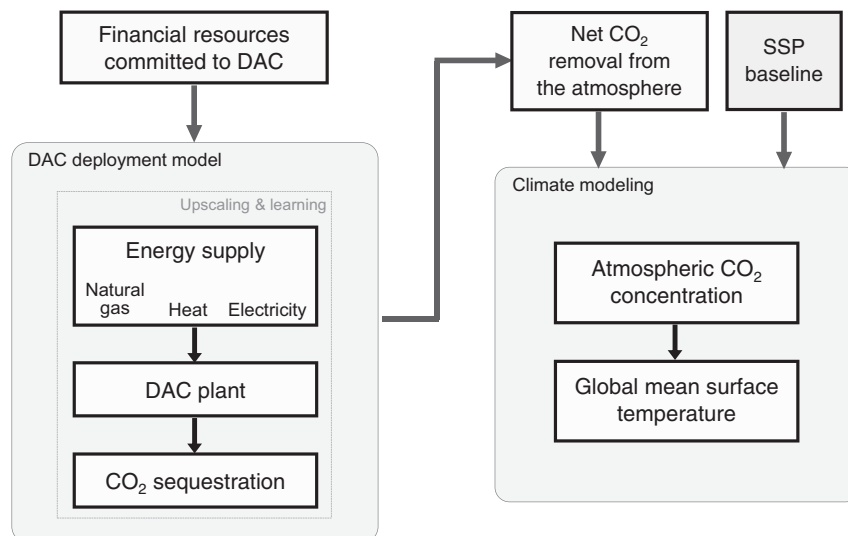 Financial resources
committed to DAC
DAC deployment model
Upscaling & learning
Energy supply
Natural
gas
Heat
Electricity
DAC plant
CO₂ sequestration
Net CO₂
removal from
the atmosphere
SSP
baseline
Climate modeling
Atmospheric CO₂
concentration
Global mean surface
temperature